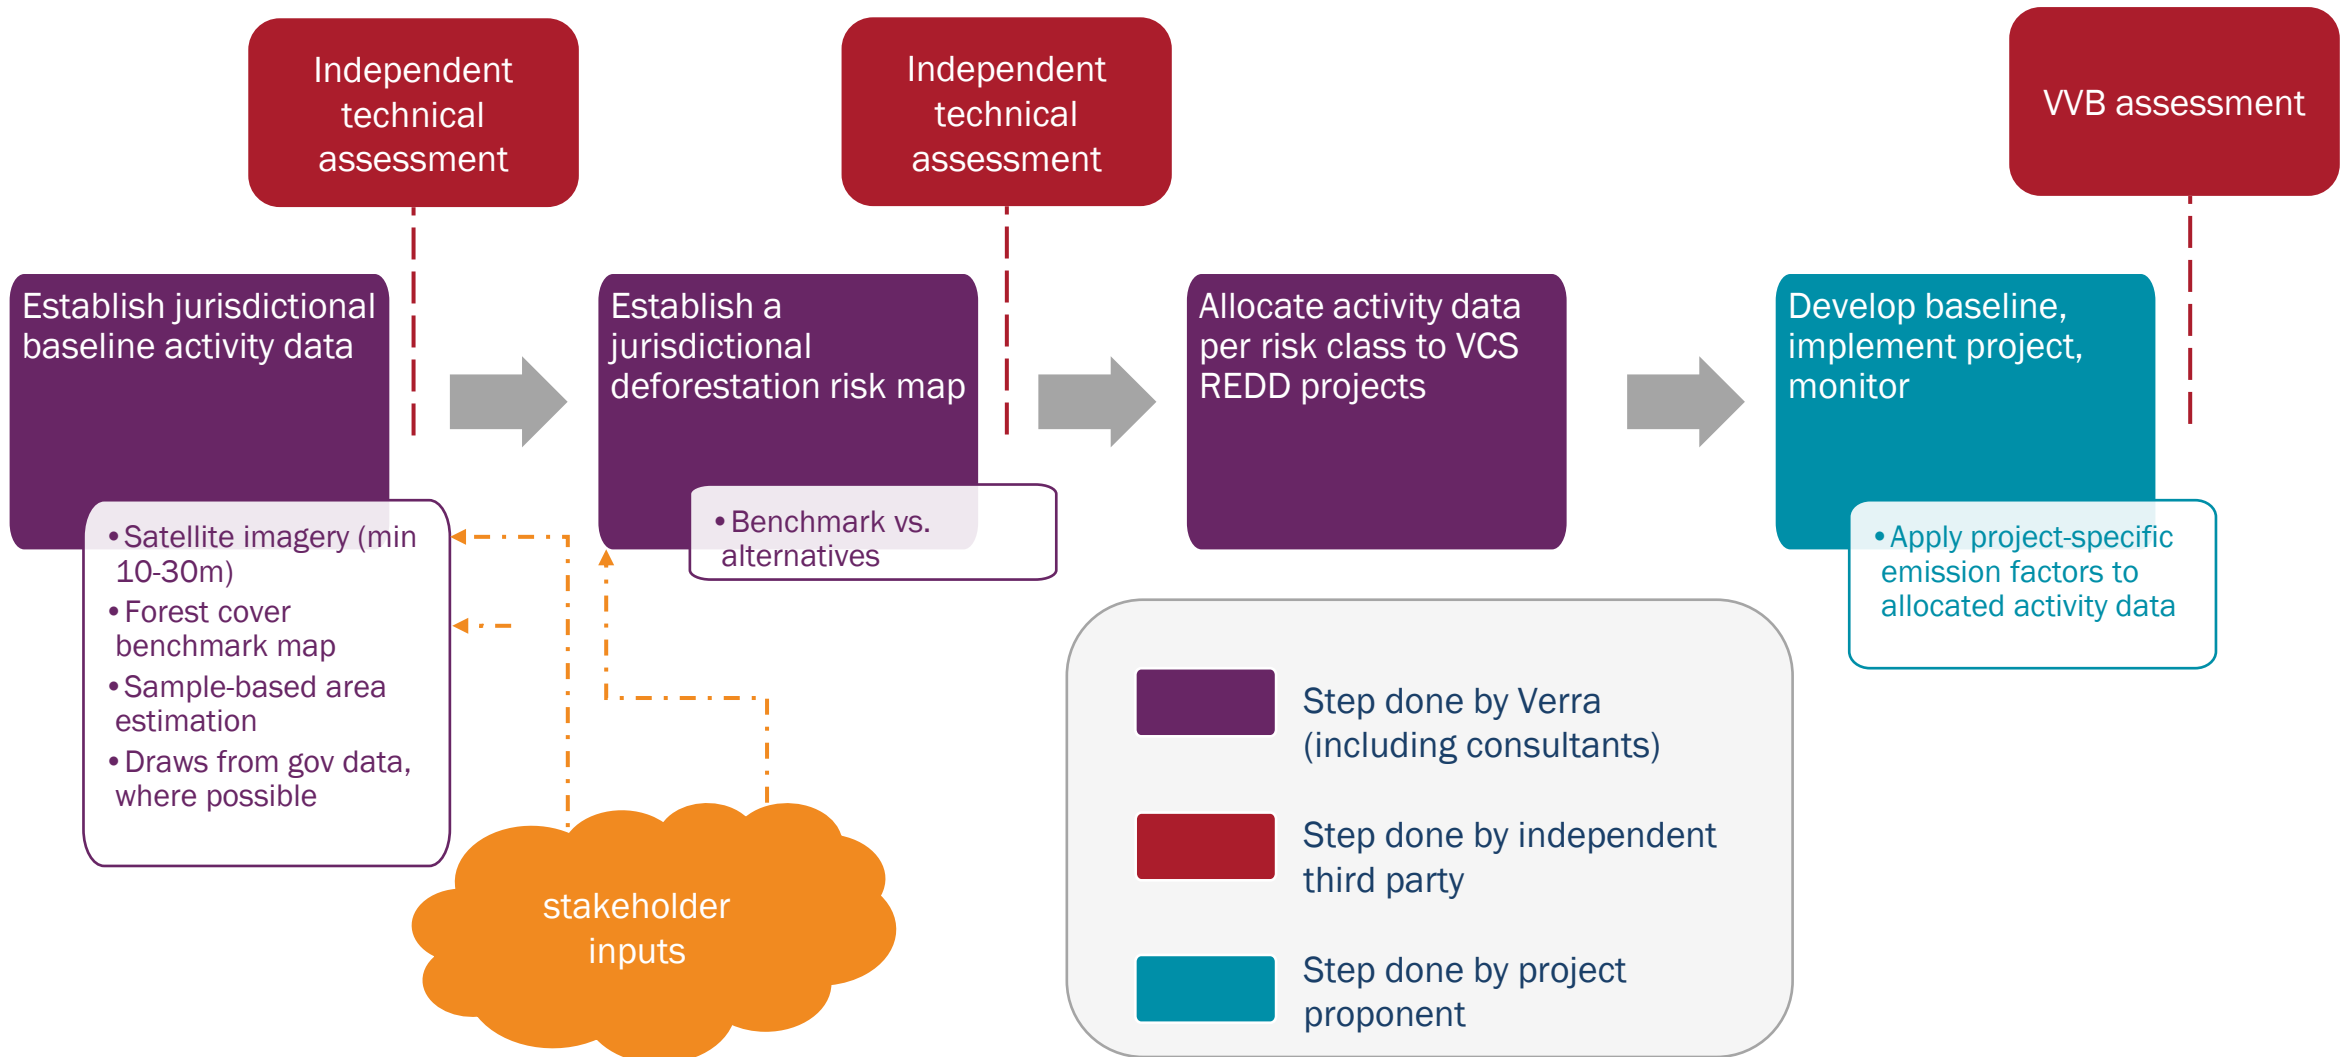 Independent
technical
assessment
Independent
technical
assessment
VVB assessment
Establish jurisdictional
baseline activity data
Establish a
jurisdictional
deforestation risk map
Allocate activity data
per risk class to VCS
REDD projects
Develop baseline,
implement project,
monitor
•Satellite imagery (min
10-30m)
•Forest cover
benchmark map
•Sample-based area
estimation
•Draws from gov data,
where possible
•Benchmark vs.
alternatives
•Apply project-specific
emission factors to
allocated activity data
stakeholder
inputs
Step done by Verra
(including consultants)
Step done by independent
third party
Step done by project
proponent